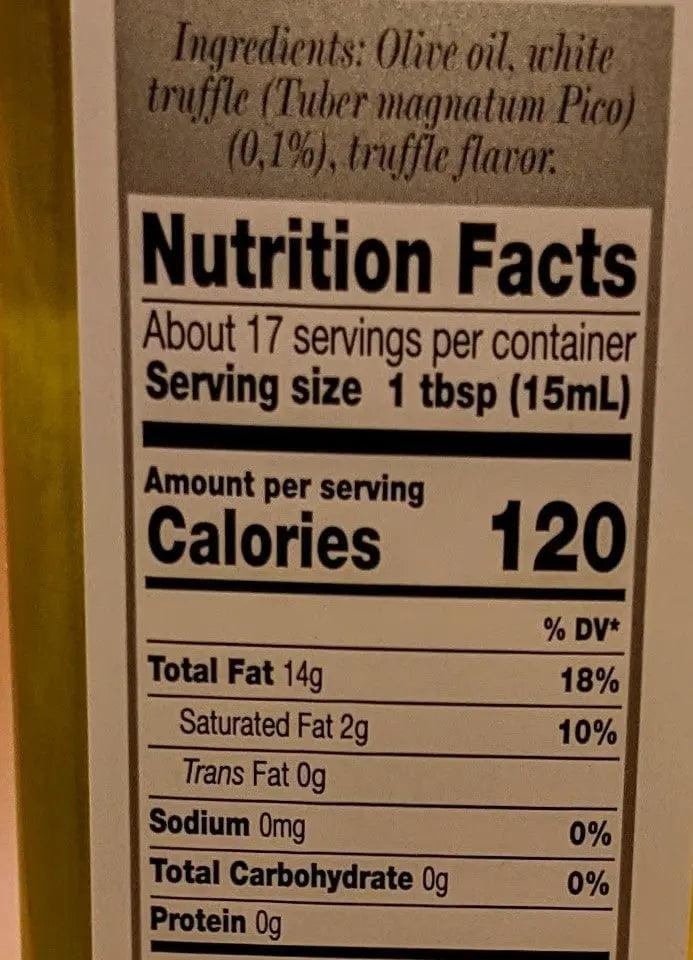 Ingredients: Olive oil, white
truffle (Tuber magnatum Pico)
(0,1%), truffle flavor.
Nutrition Facts
About 17 servings per container
Serving size 1 tbsp (15mL)
Amount per serving
Calories 120
% DV*
Total Fat 14g 18%
Saturated Fat 2g 10%
Trans Fat 0g
Sodium 0mg 0%
Total Carbohydrate 0g 0%
Protein 0g